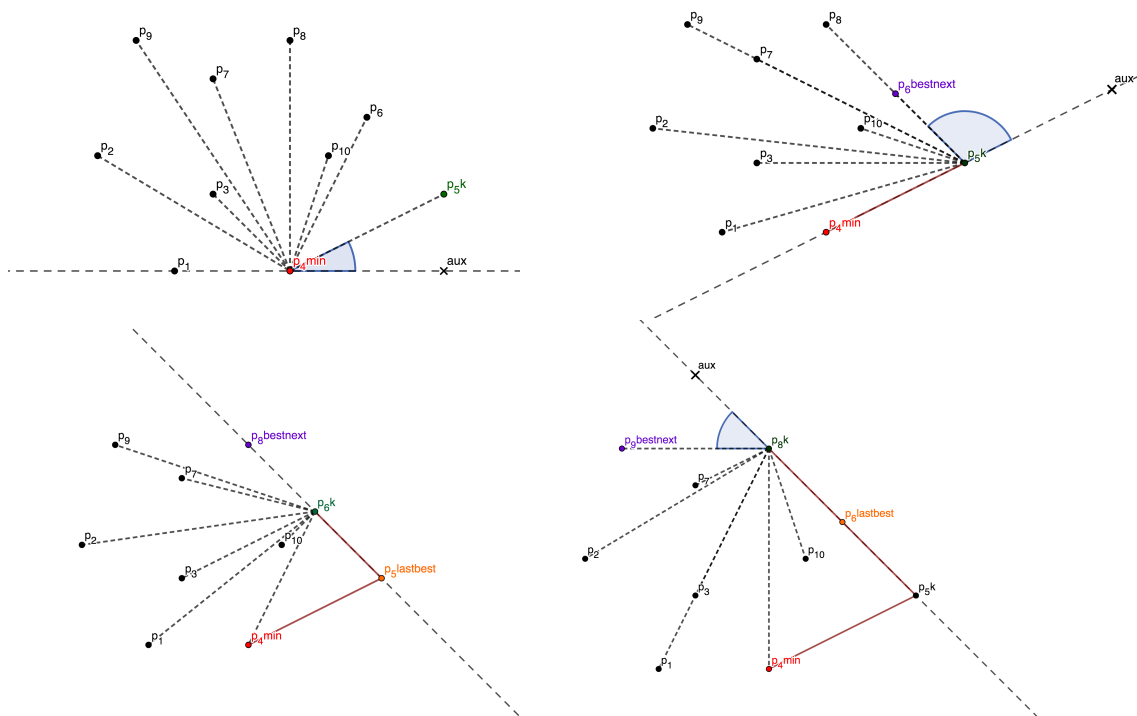 p9
p8
p7
p6
p2
p10
p3
p5k
p1
p4min
aux
p9
p8
p7
aux
p6bestnext
p2
p10
p3
p5k
p1
p4min
p8bestnext
p9
p7
p6k
p2
p10
p3
p5lastbest
p1
p4min
aux
p9bestnext
p8k
p7
p6lastbest
p2
p10
p3
p5k
p1
p4min